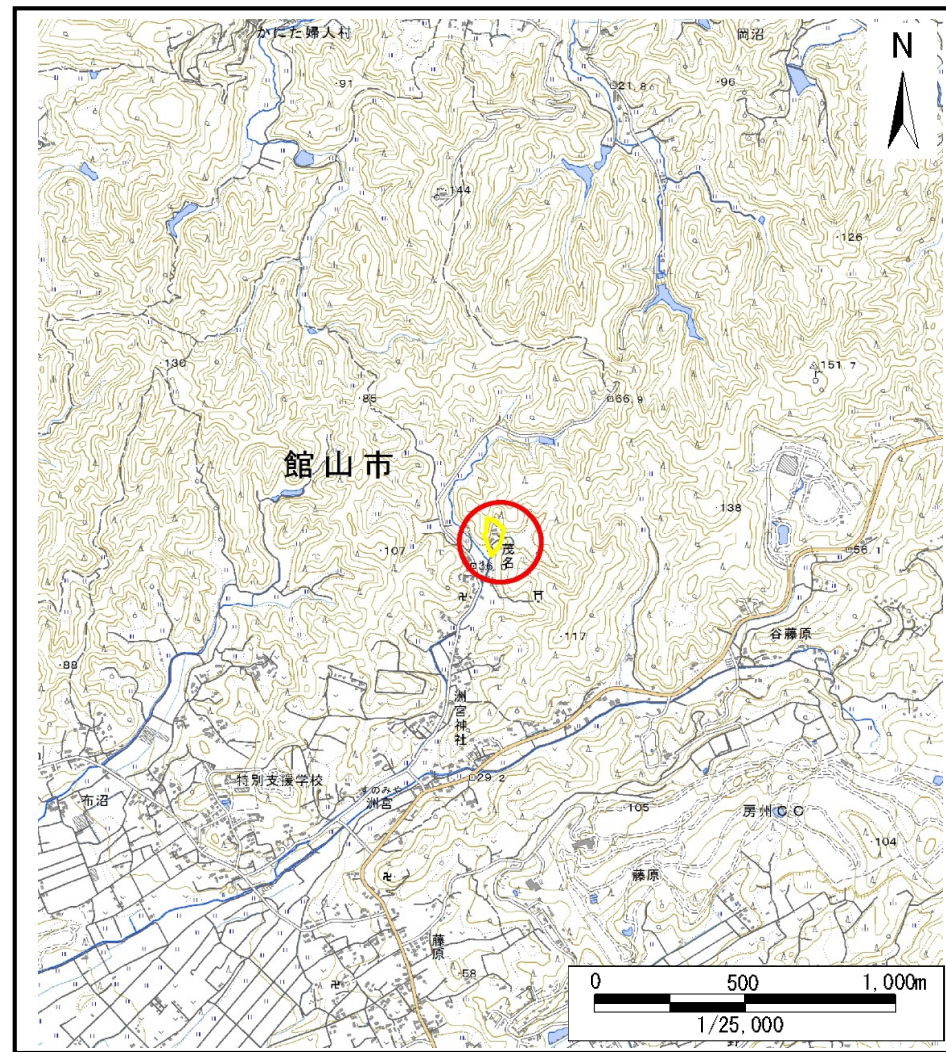 かにた婦人村
岡沼
N
・91
21.8
・96
144
・126
・130
・85
66.9
151.7
館山市
・138
・107
茂名
36.
56.1
・117
谷藤原
・88
50
洲宮神社
特別支援学校
すのみや
洲宮
29.2
布沼
・105
房州CC
・104
藤原
藤原
・58
0 500 1,000m
1/25,000